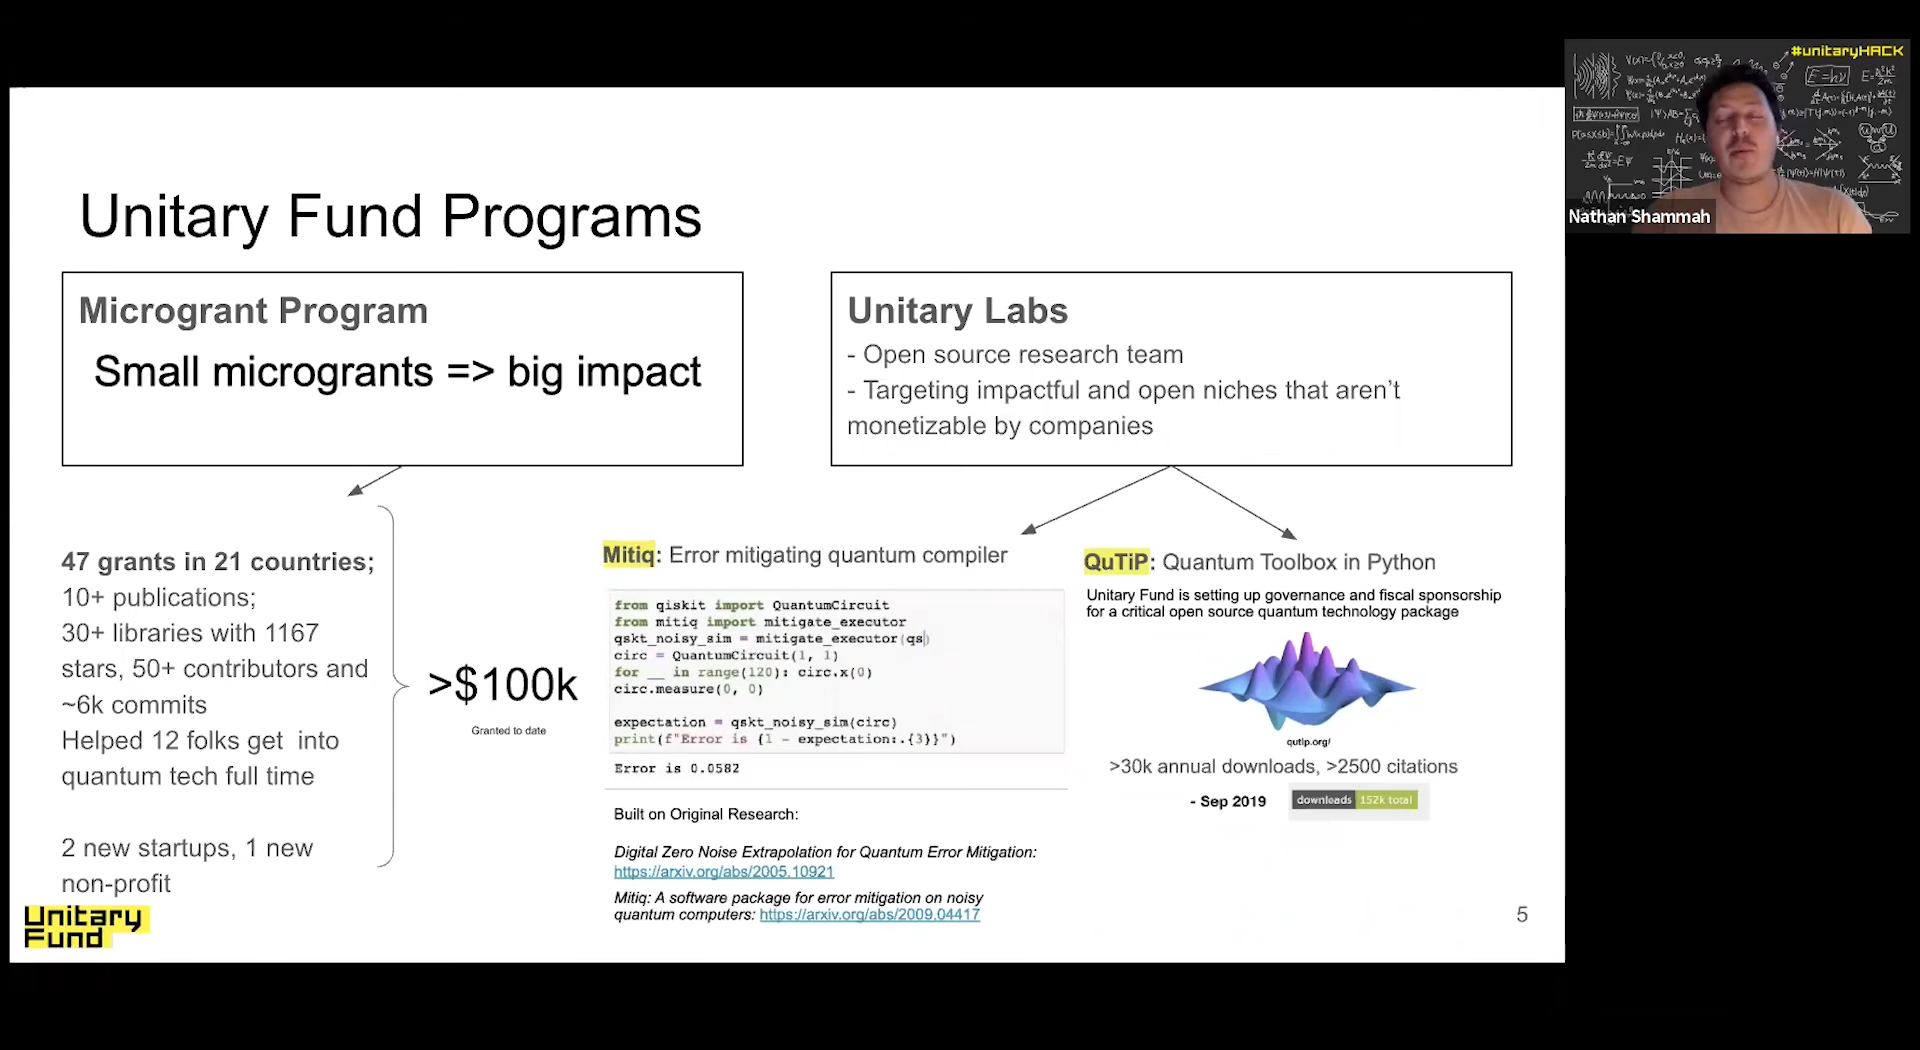 #unitaryHACK
Nathan Shammah
Unitary Fund Programs
Microgrant Program
Small microgrants => big impact
Unitary Labs
- Open source research team
- Targeting impactful and open niches that aren't
monetizable by companies
47 grants in 21 countries;
10+ publications;
30+ libraries with 1167
stars, 50+ contributors and
~6k commits
Helped 12 folks get into
quantum tech full time
2 new startups, 1 new
non-profit
>$100k
Granted to date
Mitiq: Error mitigating quantum compiler
from qiskit import QuantumCircuit
from mitiq import mitigate_executor
qskt_noisy_sim = mitigate_executor(qs)
circ = QuantumCircuit(1, 1)
for __ in range(120): circ.x(0)
circ.measure(0, 0)
expectation = qskt_noisy_sim(circ)
print(f"Error is {1 - expectation:.{3}}")
Error is 0.0582
Built on Original Research:
Digital Zero Noise Extrapolation for Quantum Error Mitigation:
https://arxiv.org/abs/2005.10921
Mitiq: A software package for error mitigation on noisy
quantum computers: https://arxiv.org/abs/2009.04417
QuTiP: Quantum Toolbox in Python
Unitary Fund is setting up governance and fiscal sponsorship
for a critical open source quantum technology package
qutip.org/
>30k annual downloads, >2500 citations
- Sep 2019
downloads 152k total
Unitary
Fund
5